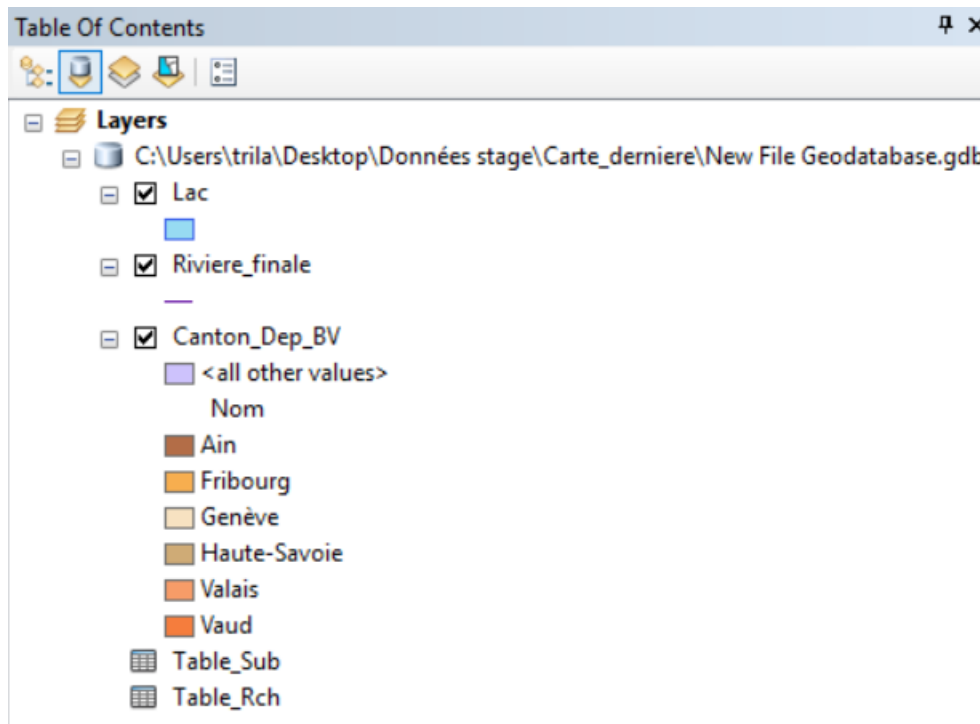 Table Of Contents
Layers
C:\Users\trila\Desktop\Données stage\Carte_derniere\New File Geodatabase.gdb
Lac
Riviere_finale
Canton_Dep_BV
<all other values>
Nom
Ain
Fribourg
Genève
Haute-Savoie
Valais
Vaud
Table_Sub
Table_Rch